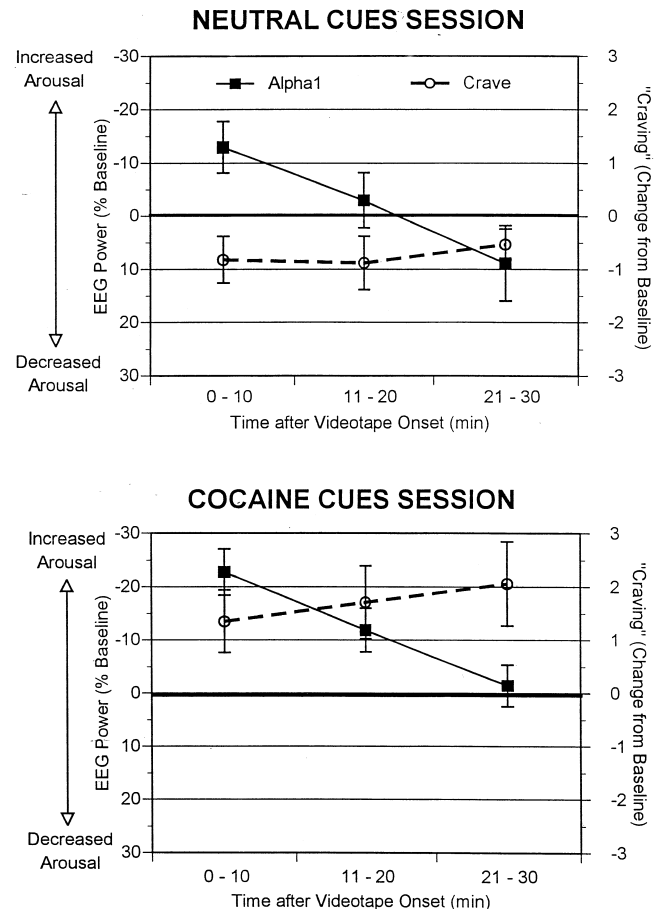 NEUTRAL CUES SESSION
Increased
Arousal
Decreased
Arousal
EEG Power (% Baseline)
-30
-20
-10
0
10
20
30
Alpha1
Crave
3
2
1
0
-1
-2
-3
"Craving" (Change from Baseline)
0 - 10
11 - 20
21 - 30
Time after Videotape Onset (min)
COCAINE CUES SESSION
Increased
Arousal
Decreased
Arousal
EEG Power (% Baseline)
-30
-20
-10
0
10
20
30
3
2
1
0
-1
-2
-3
"Craving" (Change from Baseline)
0 - 10
11 - 20
21 - 30
Time after Videotape Onset (min)